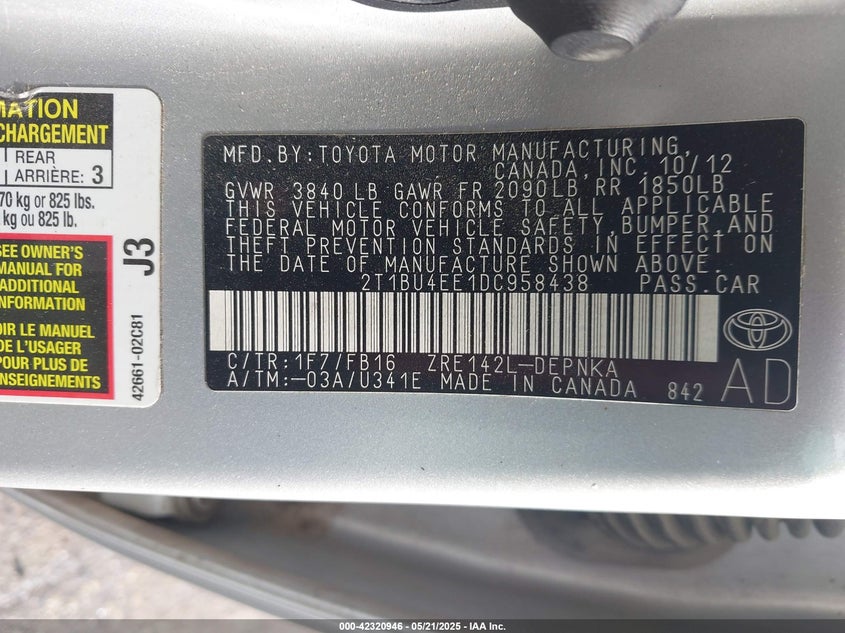 MATION
CHARGEMENT
REAR
ARRIÈRE: 3
70 kg or 825 lbs.
kg ou 825 lb.
SEE OWNER'S
MANUAL FOR
ADDITIONAL
INFORMATION
OIR LE MANUEL
DE L'USAGER
POUR PLUS DE
RENSEIGNEMENTS
J3
42661-02C81
MFD.BY:TOYOTA MOTOR MANUFACTURING,
CANADA, INC. 10/12
GVWR 3840 LB GAWR FR 2090LB RR 1850LB
THIS VEHICLE CONFORMS TO ALL APPLICABLE
FEDERAL MOTOR VEHICLE SAFETY, BUMPER, AND
THEFT PREVENTION STANDARDS IN EFFECT ON
THE DATE OF MANUFACTURE SHOWN ABOVE.
2T1BU4EE1DC958438 PASS.CAR
C/TR:1F7/FB16 ZRE142L-DEPNKA
A/TM:-03A/U341E MADE IN CANADA 842
AD
000-42320946 - 05/21/2025 - IAA Inc.